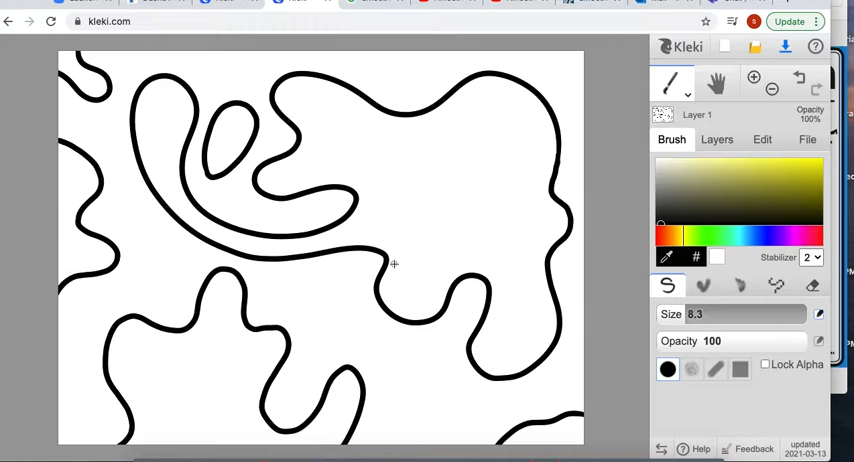 kleki.com
Update
Kleki
Layer 1
Opacity
100%
Brush
Layers
Edit
File
#
Stabilizer 2
Size 8.3
Opacity 100
Lock Alpha
Help
Feedback
updated
2021-03-13